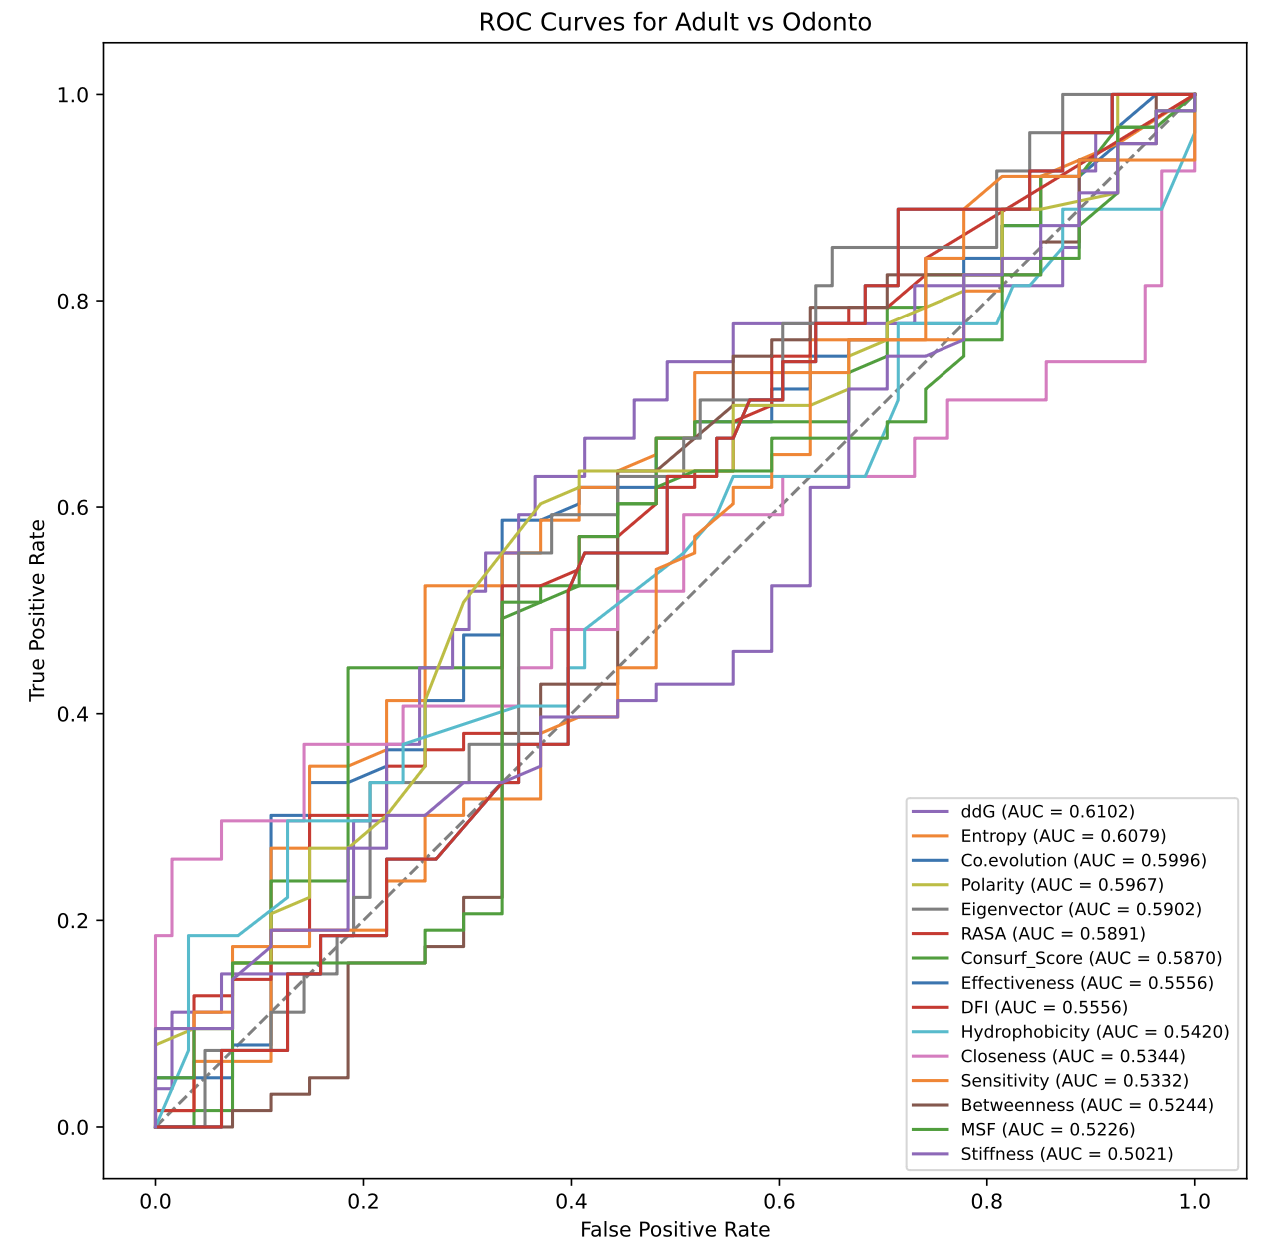 ROC Curves for Adult vs Odonto
True Positive Rate
1.0
0.8
0.6
0.4
0.2
0.0
ddG (AUC = 0.6102)
Entropy (AUC = 0.6079)
Co.evolution (AUC = 0.5996)
Polarity (AUC = 0.5967)
Eigenvector (AUC = 0.5902)
RASA (AUC = 0.5891)
Consurf_Score (AUC = 0.5870)
Effectiveness (AUC = 0.5556)
DFI (AUC = 0.5556)
Hydrophobicity (AUC = 0.5420)
Closeness (AUC = 0.5344)
Sensitivity (AUC = 0.5332)
Betweenness (AUC = 0.5244)
MSF (AUC = 0.5226)
Stiffness (AUC = 0.5021)
0.0 0.2 0.4 0.6 0.8 1.0
False Positive Rate